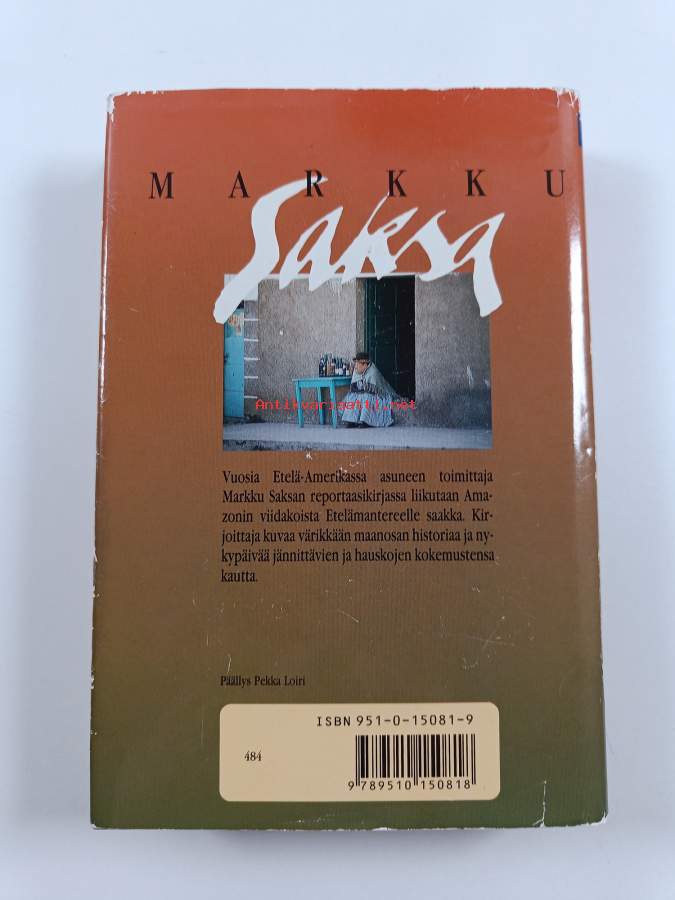 MARKKU
Saksa
Antikvariaatti.net
Vuosia Etelä-Amerikassa asuneen toimittaja
Markku Saksan reportaasikirjassa liikutaan Ama-
zonin viidakoista Etelämantereelle saakka. Kir-
joittaja kuvaa värikkään maanosan historiaa ja ny-
kypäivää jännittävien ja hauskojen kokemustensa
kautta.
Päällys Pekka Loiri
ISBN 951-0-15081-9
484
9 789510 150818